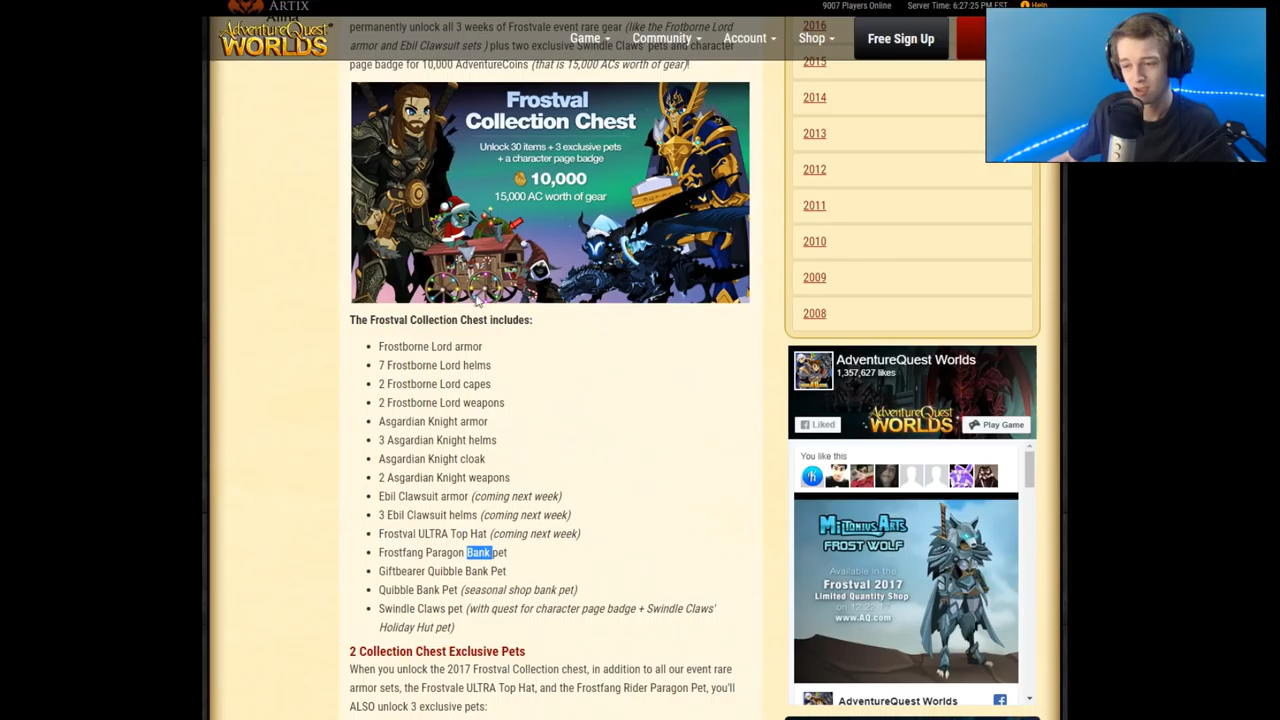 ARTIX
9007 Players Online
Server Time: 6:27:25 PM EST
Help
AdventureQuest
WORLDS
Game
Community
Account
Shop
Free Sign Up
permanently unlock all 3 weeks of Frostvale event rare gear (like the Frotborne Lord
armor and Ebil Clawsuit sets ) plus two exclusive Swindle Claws' pets and character
page badge for 10,000 AdventureCoins (that is 15,000 ACs worth of gear)!
Frostval
Collection Chest
Unlock 30 items + 3 exclusive pets
+ a character page badge
10,000
15,000 AC worth of gear
The Frostval Collection Chest includes:
Frostborne Lord armor
7 Frostborne Lord helms
2 Frostborne Lord capes
2 Frostborne Lord weapons
Asgardian Knight armor
3 Asgardian Knight helms
Asgardian Knight cloak
2 Asgardian Knight weapons
Ebil Clawsuit armor (coming next week)
3 Ebil Clawsuit helms (coming next week)
Frostval ULTRA Top Hat (coming next week)
Frostfang Paragon Bank pet
Giftbearer Quibble Bank Pet
Quibble Bank Pet (seasonal shop bank pet)
Swindle Claws pet (with quest for character page badge + Swindle Claws'
Holiday Hut pet)
2 Collection Chest Exclusive Pets
When you unlock the 2017 Frostval Collection chest, in addition to all our event rare
armor sets, the Frostvale ULTRA Top Hat, and the Frostfang Rider Paragon Pet, you'll
ALSO unlock 3 exclusive pets:
2016
2015
2014
2013
2012
2011
2010
2009
2008
AdventureQuest Worlds
1,357,627 likes
AdventureQuest
WORLDS
Liked
Play Game
You like this
MILTONIUS ARTS
FROST WOLF
Available in the
Frostval 2017
Limited Quantity Shop
on 12.22.17
www.AQ.com
AdventureQuest Worlds